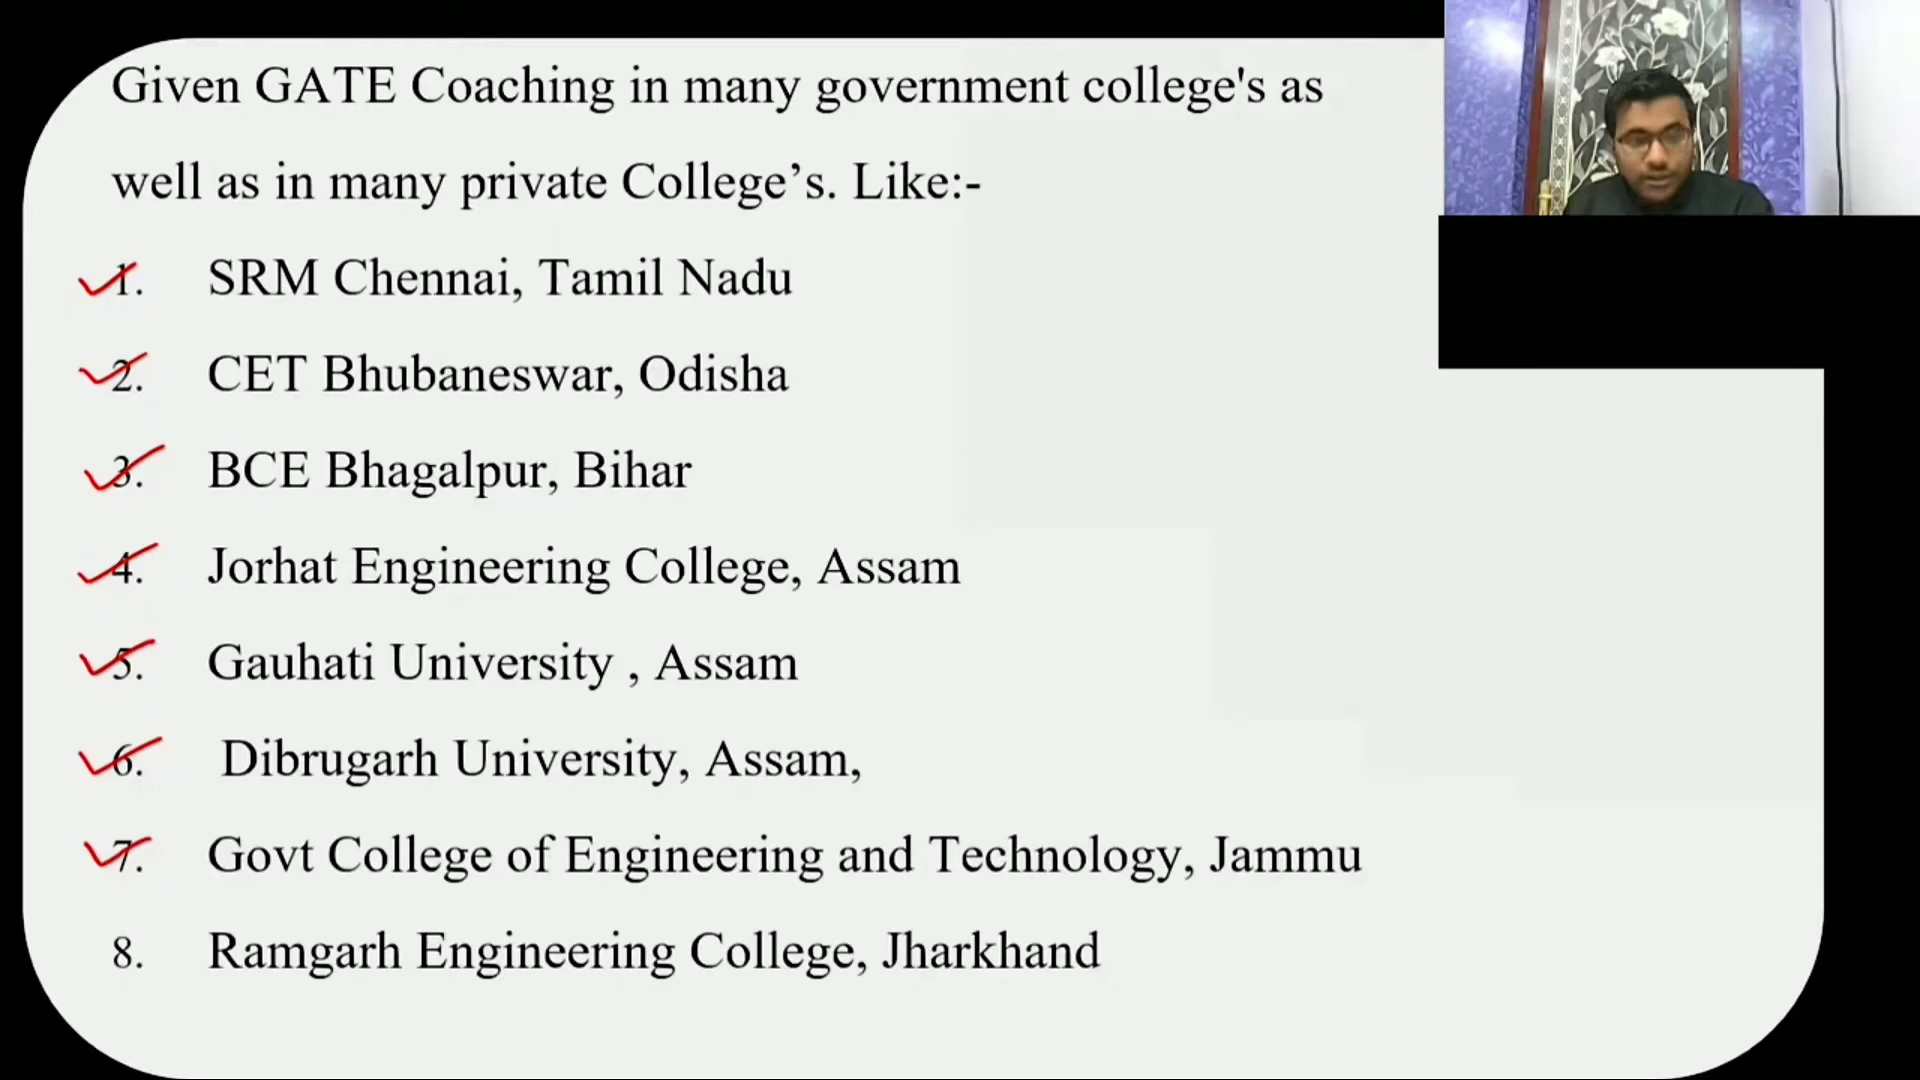 Given GATE Coaching in many government college's as
well as in many private College’s. Like:-
1. SRM Chennai, Tamil Nadu
2. CET Bhubaneswar, Odisha
3. BCE Bhagalpur, Bihar
4. Jorhat Engineering College, Assam
5. Gauhati University , Assam
6. Dibrugarh University, Assam,
7. Govt College of Engineering and Technology, Jammu
8. Ramgarh Engineering College, Jharkhand